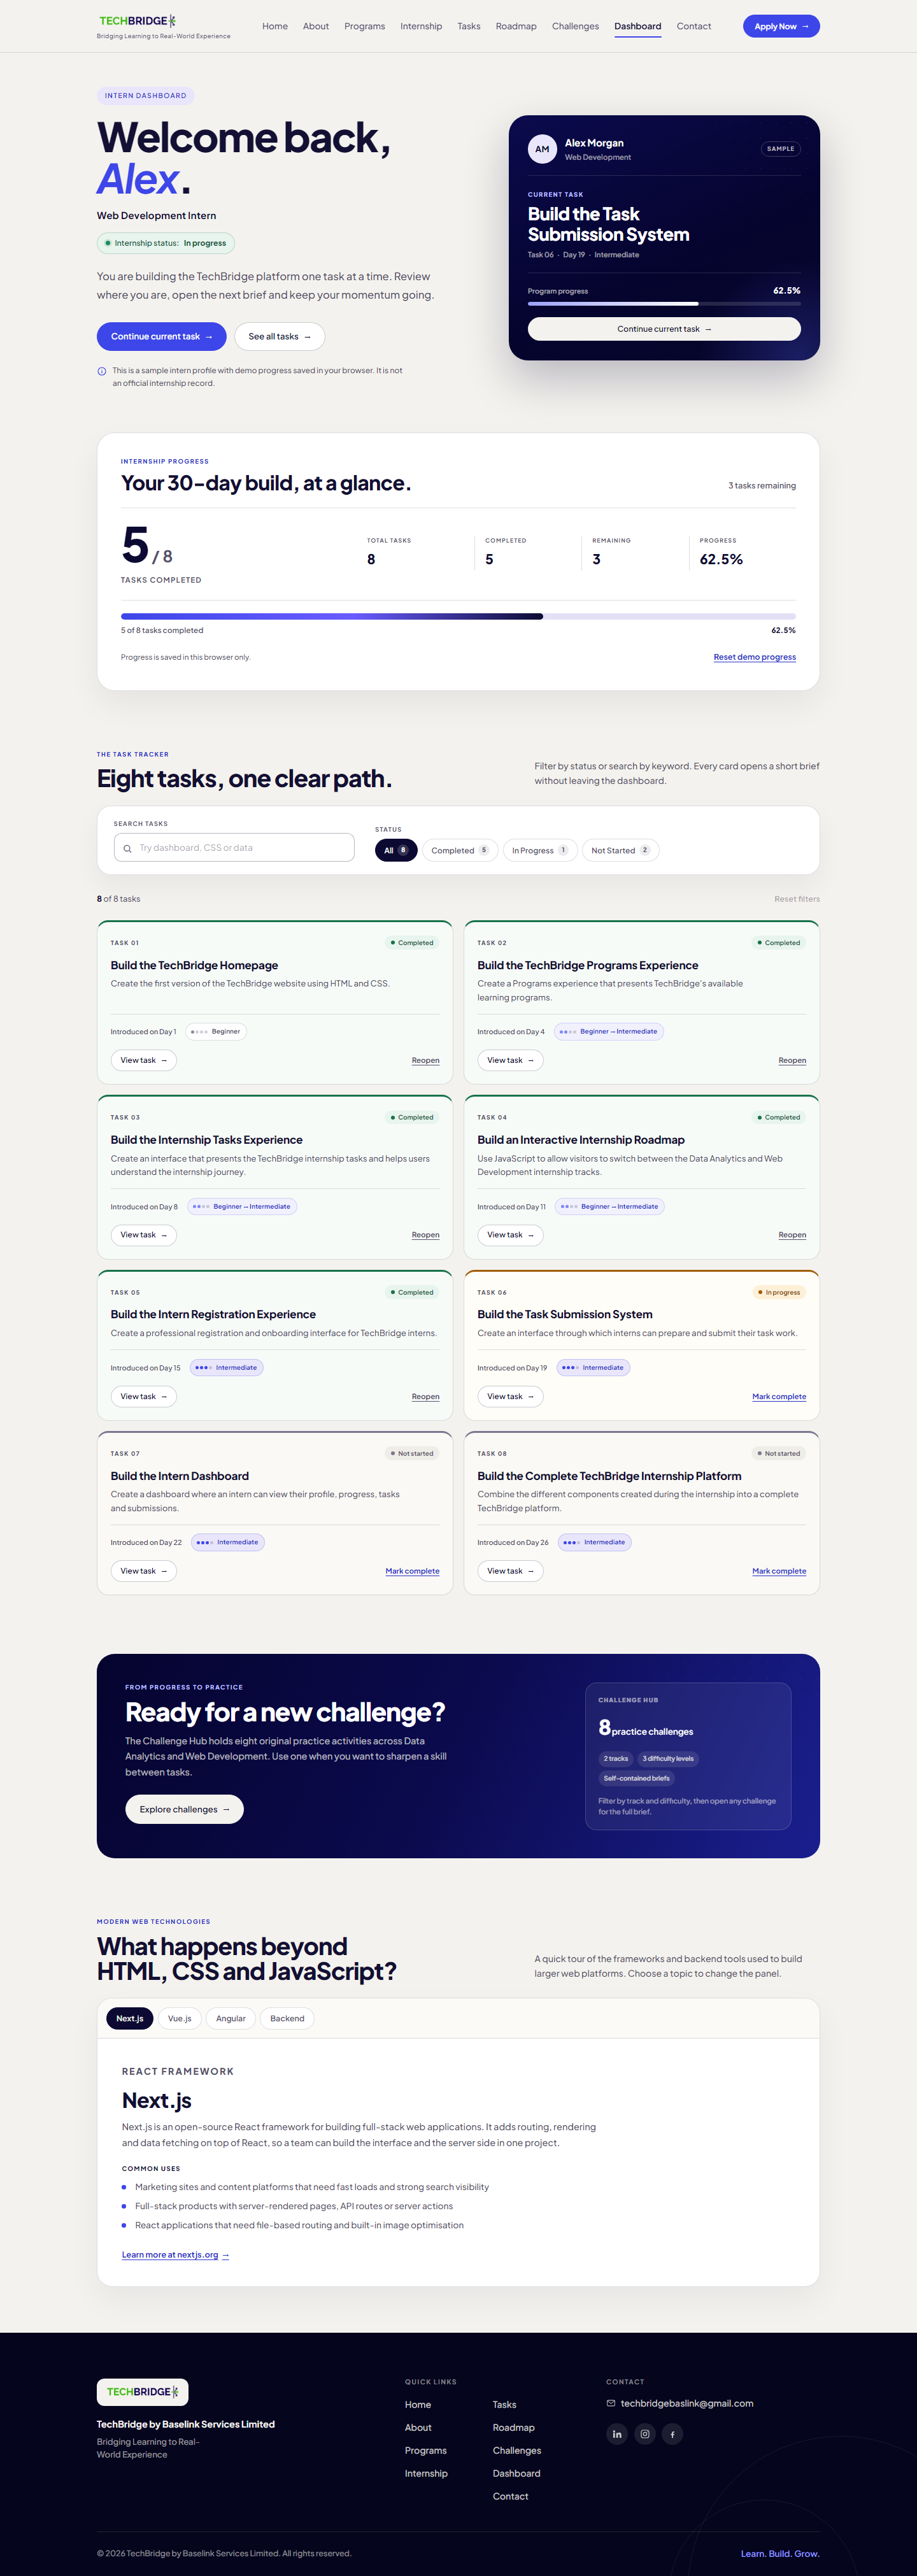 TECHBRIDGE
Bridging Learning to Real-World Experience
Home
About
Programs
Internship
Tasks
Roadmap
Challenges
Dashboard
Contact
Apply Now →
INTERN DASHBOARD
Welcome back,
Alex.
Web Development Intern
Internship status: In progress
You are building the TechBridge platform one task at a time. Review
where you are, open the next brief and keep your momentum going.
Continue current task →
See all tasks →
This is a sample intern profile with demo progress saved in your browser. It is not
an official internship record.
AM
Alex Morgan
Web Development
SAMPLE
CURRENT TASK
Build the Task
Submission System
Task 06 · Day 19 · Intermediate
Program progress
62.5%
Continue current task →
INTERNSHIP PROGRESS
Your 30-day build, at a glance.
3 tasks remaining
5 / 8
TASKS COMPLETED
TOTAL TASKS
8
COMPLETED
5
REMAINING
3
PROGRESS
62.5%
5 of 8 tasks completed
62.5%
Progress is saved in this browser only.
Reset demo progress
THE TASK TRACKER
Eight tasks, one clear path.
Filter by status or search by keyword. Every card opens a short brief
without leaving the dashboard.
SEARCH TASKS
Try dashboard, CSS or data
STATUS
All 8
Completed 5
In Progress 1
Not Started 2
8 of 8 tasks
Reset filters
TASK 01
Completed
Build the TechBridge Homepage
Create the first version of the TechBridge website using HTML and CSS.
Introduced on Day 1
Beginner
View task →
Reopen
TASK 02
Completed
Build the TechBridge Programs Experience
Create a Programs experience that presents TechBridge's available
learning programs.
Introduced on Day 4
Beginner – Intermediate
View task →
Reopen
TASK 03
Completed
Build the Internship Tasks Experience
Create an interface that presents the TechBridge internship tasks and helps users
understand the internship journey.
Introduced on Day 8
Beginner – Intermediate
View task →
Reopen
TASK 04
Completed
Build an Interactive Internship Roadmap
Use JavaScript to allow visitors to switch between the Data Analytics and Web
Development internship tracks.
Introduced on Day 11
Beginner – Intermediate
View task →
Reopen
TASK 05
Completed
Build the Intern Registration Experience
Create a professional registration and onboarding interface for TechBridge interns.
Introduced on Day 15
Intermediate
View task →
Reopen
TASK 06
In progress
Build the Task Submission System
Create an interface through which interns can prepare and submit their task work.
Introduced on Day 19
Intermediate
View task →
Mark complete
TASK 07
Not started
Build the Intern Dashboard
Create a dashboard where an intern can view their profile, progress, tasks
and submissions.
Introduced on Day 22
Intermediate
View task →
Mark complete
TASK 08
Not started
Build the Complete TechBridge Internship Platform
Combine the different components created during the internship into a complete
TechBridge platform.
Introduced on Day 26
Intermediate
View task →
Mark complete
FROM PROGRESS TO PRACTICE
Ready for a new challenge?
The Challenge Hub holds eight original practice activities across Data
Analytics and Web Development. Use one when you want to sharpen a skill
between tasks.
Explore challenges →
CHALLENGE HUB
8 practice challenges
2 tracks
3 difficulty levels
Self-contained briefs
Filter by track and difficulty, then open any challenge
for the full brief.
MODERN WEB TECHNOLOGIES
What happens beyond
HTML, CSS and JavaScript?
A quick tour of the frameworks and backend tools used to build
larger web platforms. Choose a topic to change the panel.
Next.js
Vue.js
Angular
Backend
REACT FRAMEWORK
Next.js
Next.js is an open-source React framework for building full-stack web applications. It adds routing, rendering
and data fetching on top of React, so a team can build the interface and the server side in one project.
COMMON USES
Marketing sites and content platforms that need fast loads and strong search visibility
Full-stack products with server-rendered pages, API routes or server actions
React applications that need file-based routing and built-in image optimisation
Learn more at nextjs.org →
TECHBRIDGE
TechBridge by Baselink Services Limited
Bridging Learning to Real-
World Experience
QUICK LINKS
Home
About
Programs
Internship
Tasks
Roadmap
Challenges
Dashboard
Contact
CONTACT
techbridgebaslink@gmail.com
© 2026 TechBridge by Baselink Services Limited. All rights reserved.
Learn. Build. Grow.